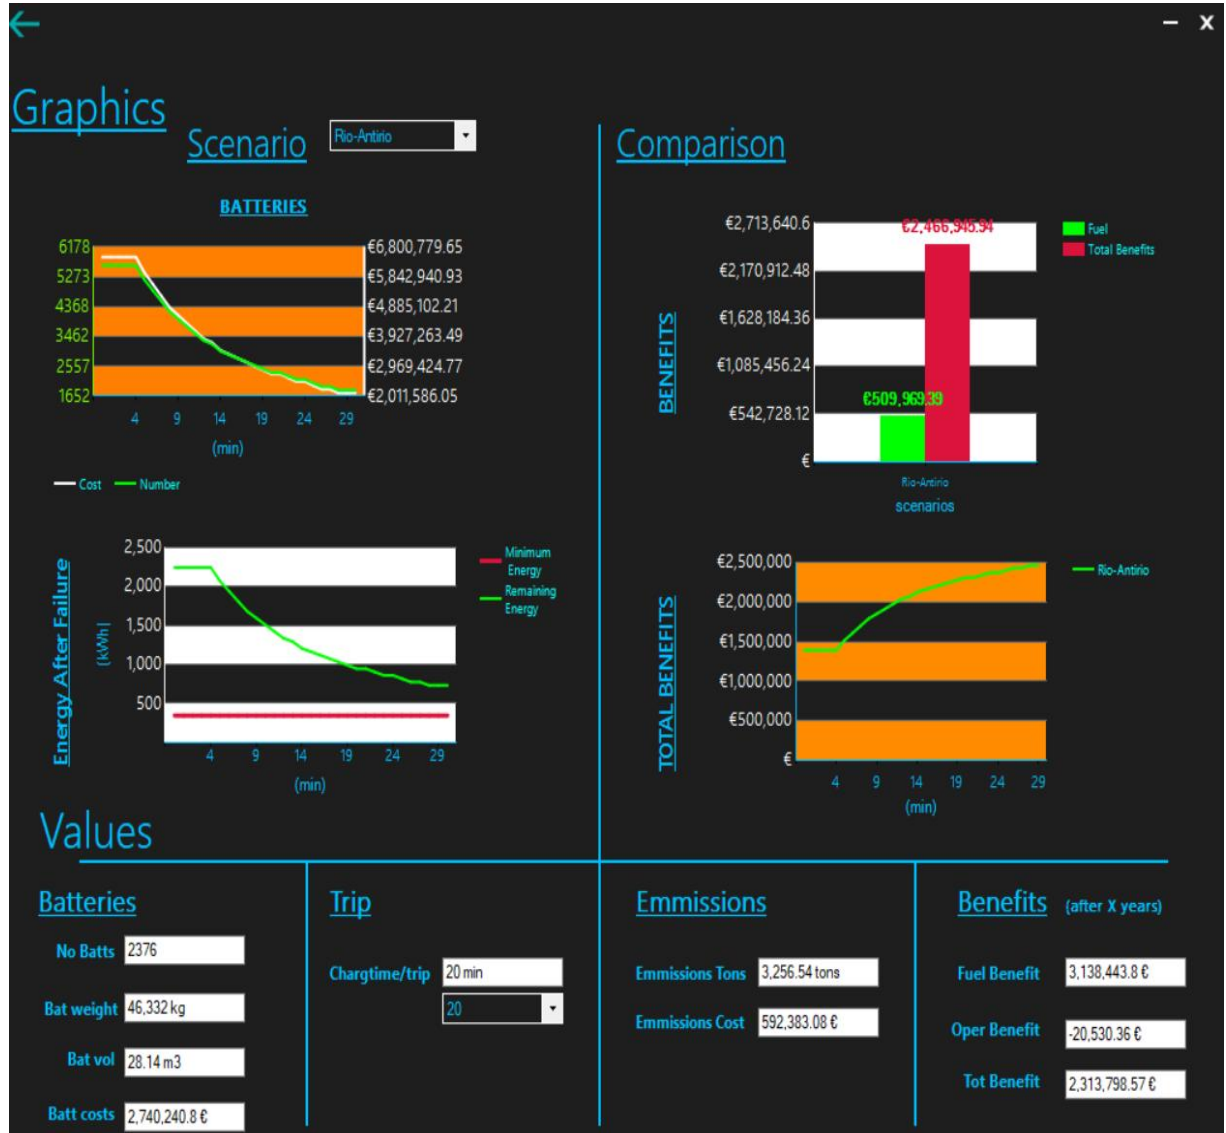 X
Graphics
Scenario
Rio-Antirio
Comparison
BATTERIES
6178
5273
4368
3462
2557
1652
€6,800,779.65
€5,842,940.93
€4,885,102.21
€3,927,263.49
€2,969,424.77
€2,011,586.05
4 9 14 19 24 29
(min)
Cost Number
BENEFITS
€2,713,640.6
€2,170,912.48
€1,628,184.36
€1,085,456.24
€542,728.12
€
€2,466,945.94
€509,969.39
Fuel
Total Benefits
Rio-Antirio
scenarios
Energy After Failure
(kWh)
2,500
2,000
1,500
1,000
500
4 9 14 19 24 29
(min)
Minimum
Energy
Remaining
Energy
TOTAL BENEFITS
€2,500,000
€2,000,000
€1,500,000
€1,000,000
€500,000
€
4 9 14 19 24 29
(min)
Rio-Antirio
Values
Batteries
No Batts 2376
Bat weight 46,332 kg
Bat vol 28.14 m3
Batt costs 2,740,240.8 €
Trip
Chargtime/trip 20 min
20
Emmissions
Emmissions Tons 3,256.54 tons
Emmissions Cost 592,383.08 €
Benefits (after X years)
Fuel Benefit 3,138,443.8 €
Oper Benefit -20,530.36 €
Tot Benefit 2,313,798.57 €